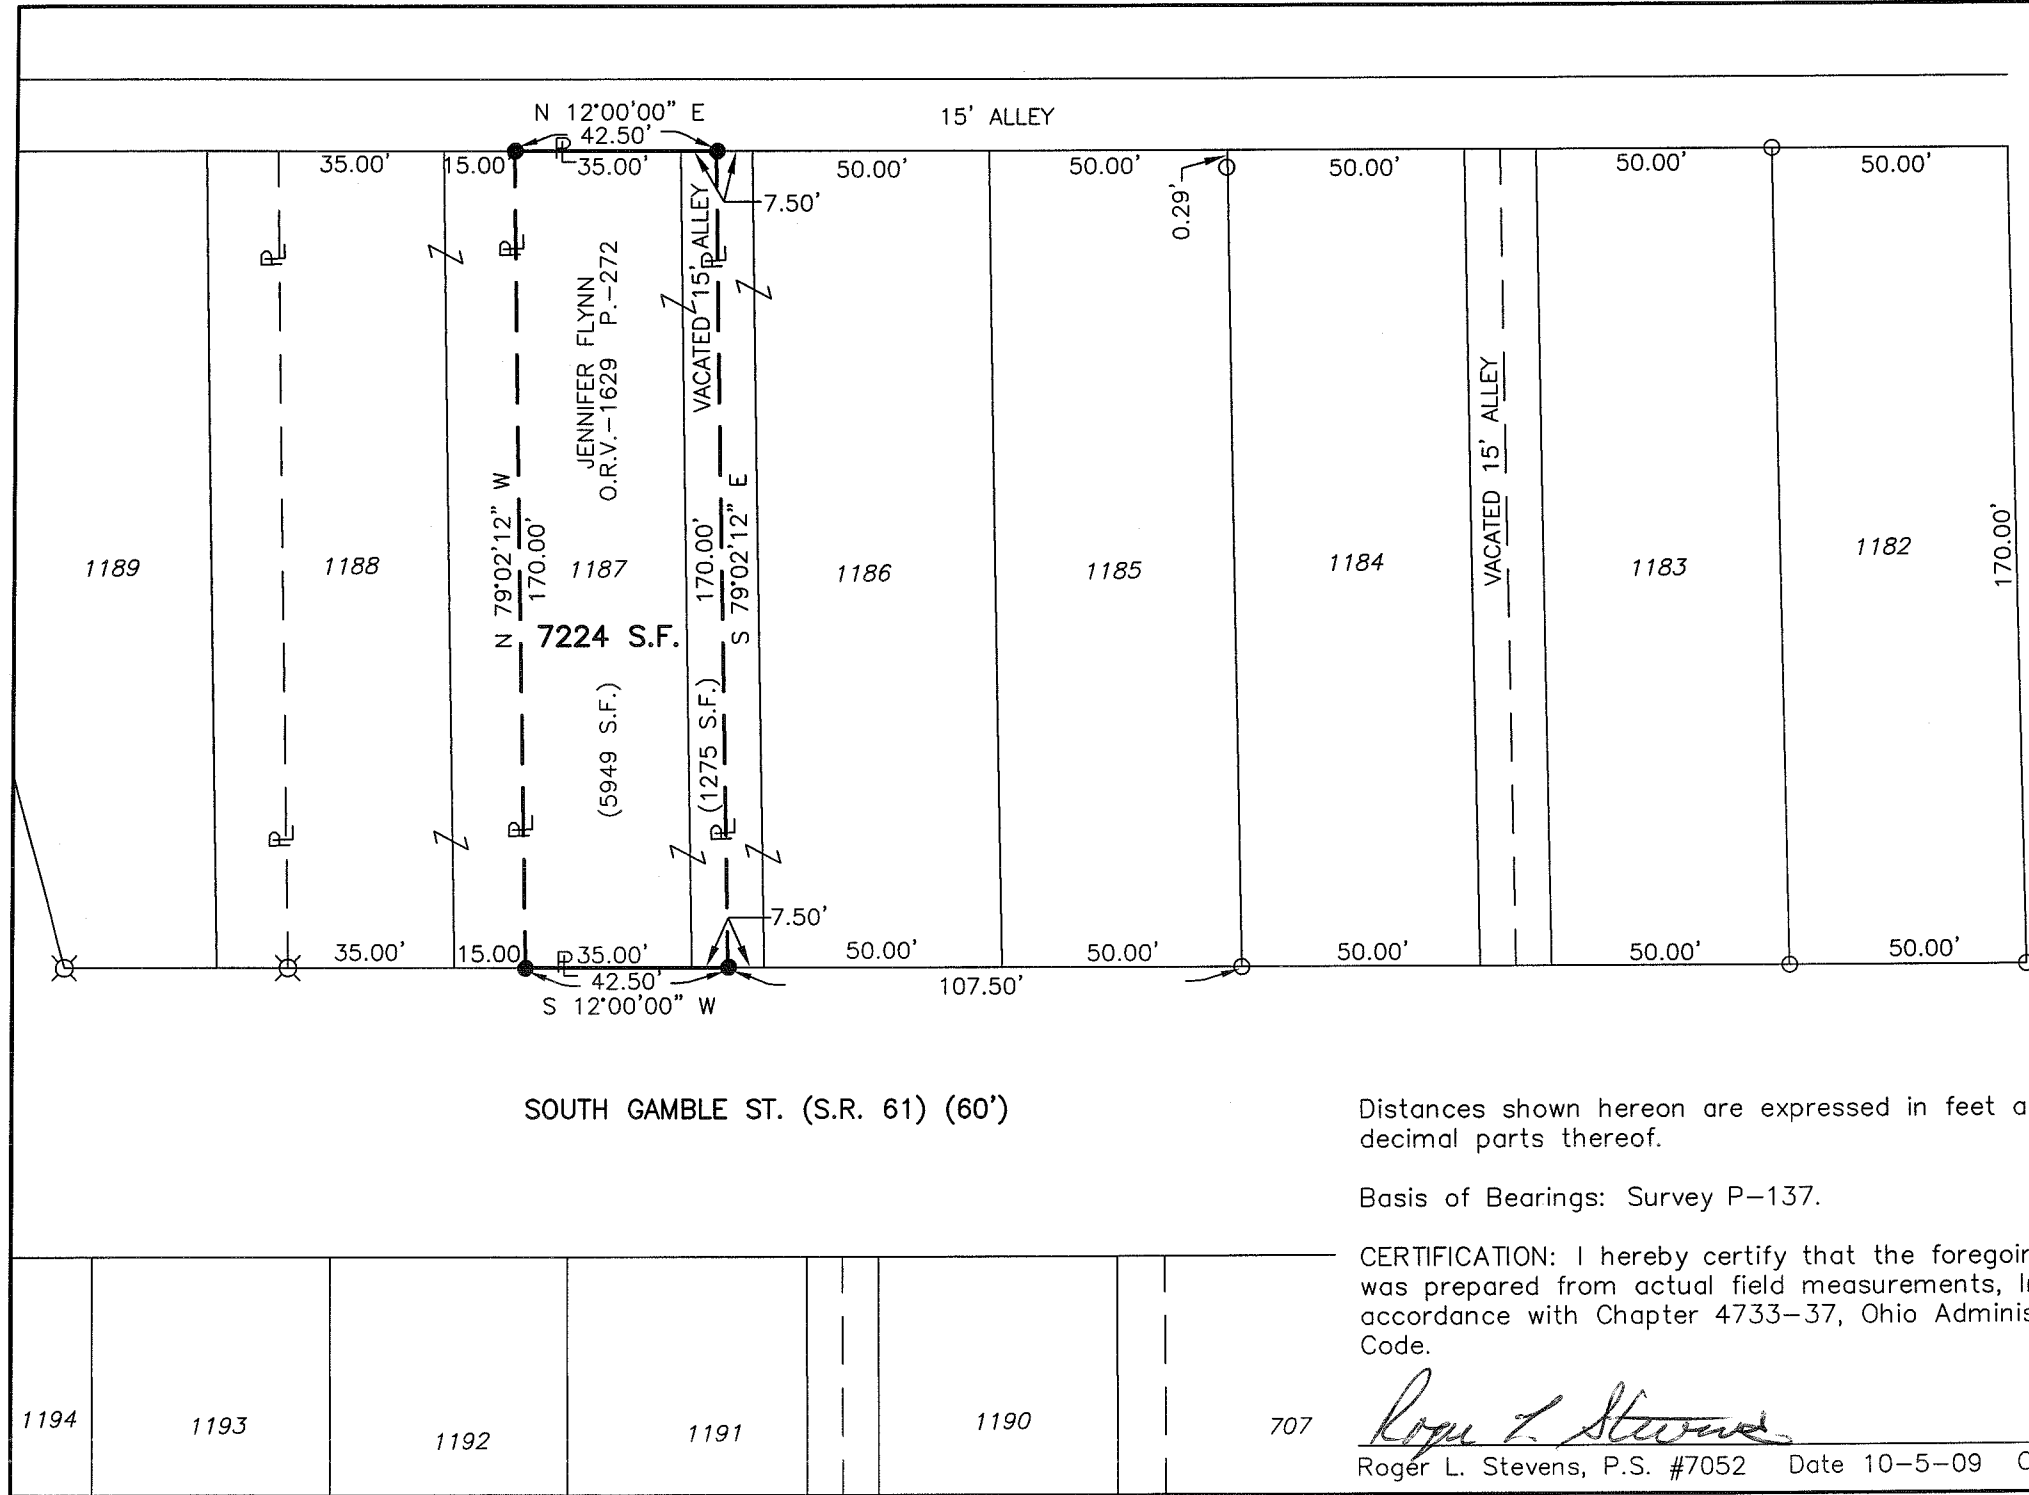 N 12°00'00" E
42.50'
15' ALLEY
35.00' 15.00' 35.00' 50.00' 50.00' 50.00' 50.00' 50.00'
7.50'
0.29'
JENNIFER FLYNN
O.R.V.-1629 P.-272
VACATED 15' ALLEY
VACATED 15' ALLEY
N 79°02'12" W
170.00'
170.00'
S 79°02'12" E
170.00'
1189 1188 1187 1186 1185 1184 1183 1182
7224 S.F.
(5949 S.F.)
(1275 S.F.)
7.50'
35.00' 15.00 35.00' 50.00' 50.00' 50.00' 50.00' 50.00'
42.50'
107.50'
S 12°00'00" W
SOUTH GAMBLE ST. (S.R. 61) (60')
Distances shown hereon are expressed in feet a
decimal parts thereof.
Basis of Bearings: Survey P-137.
CERTIFICATION: I hereby certify that the foregoin
was prepared from actual field measurements, I
accordance with Chapter 4733-37, Ohio Adminis
Code.
1194 1193 1192 1191 1190 707
Roger L. Stevens
Roger L. Stevens, P.S. #7052 Date 10-5-09